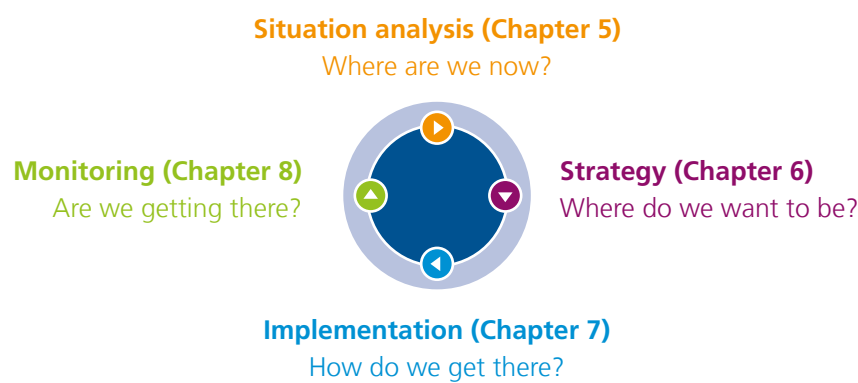 Situation analysis (Chapter 5)
Where are we now?
Monitoring (Chapter 8)
Are we getting there?
Strategy (Chapter 6)
Where do we want to be?
Implementation (Chapter 7)
How do we get there?